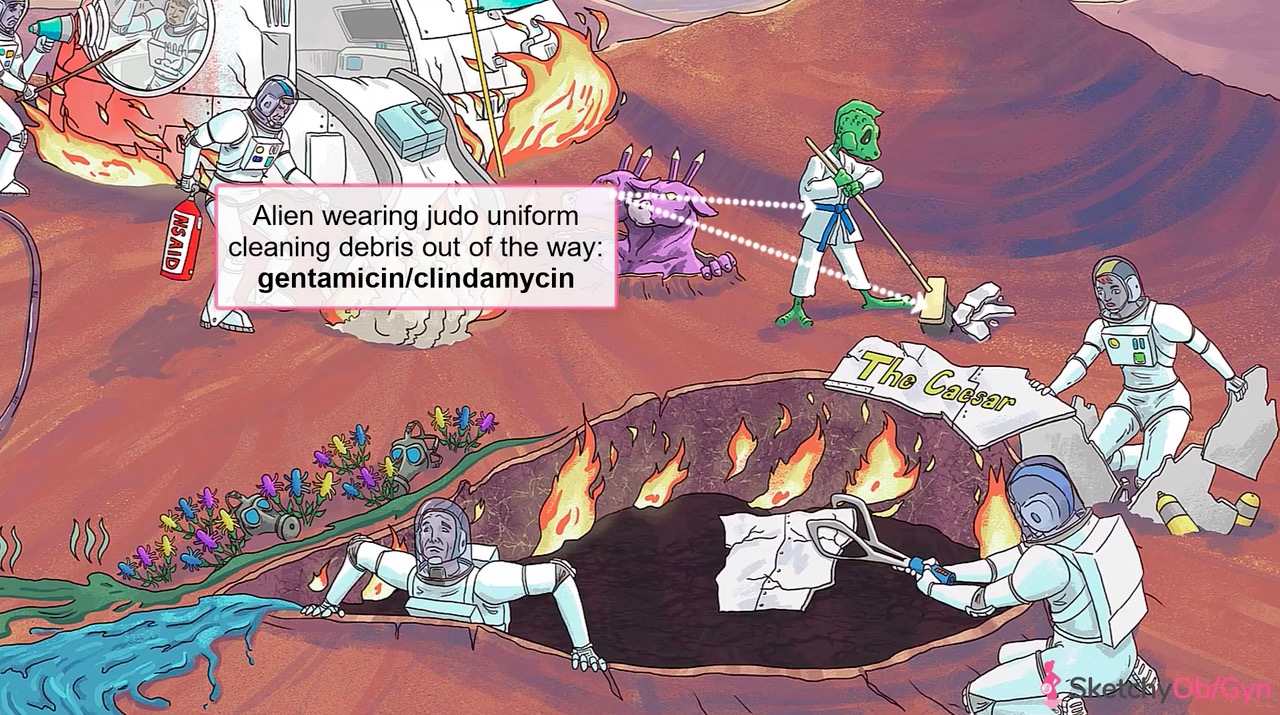 NSAID
Alien wearing judo uniform
cleaning debris out of the way:
gentamicin/clindamycin
The Caesar
SketchyOb/Gyn